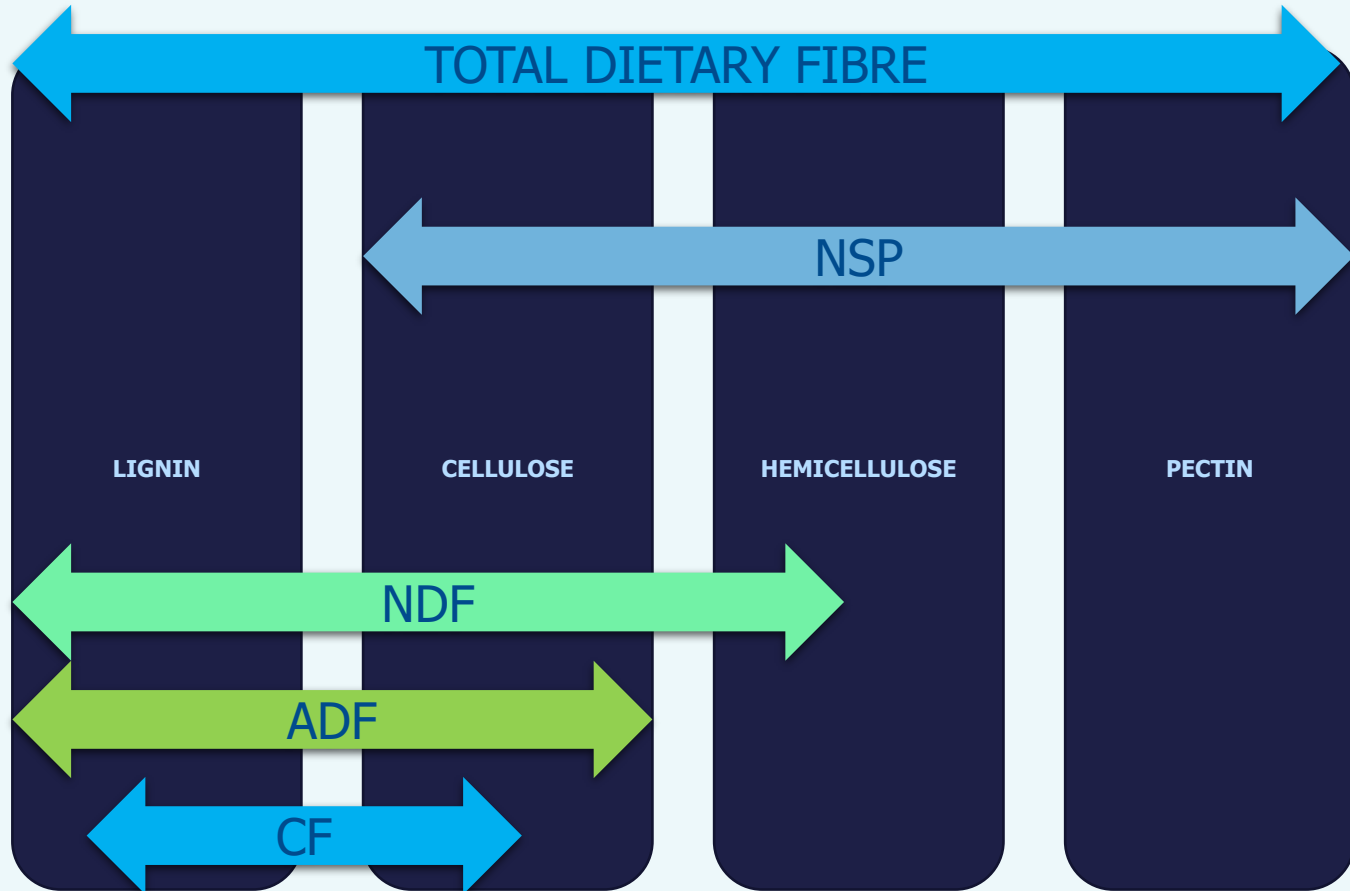 TOTAL DIETARY FIBRE
NSP
LIGNIN
CELLULOSE
HEMICELLULOSE
PECTIN
NDF
ADF
CF